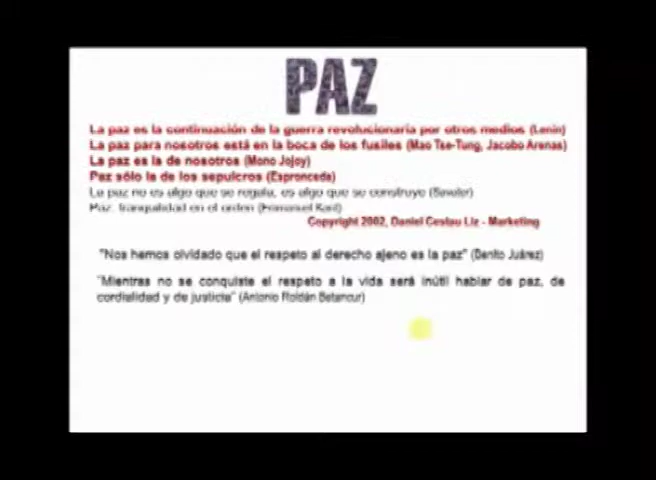 PAZ
La paz es la continuación de la guerra revolucionaria por otros medios (Lenin)
La paz para nosotros está en la boca de los fusiles (Mao Tse-Tung, Jacobo Arenas)
La paz es la de nosotros (Mono Jojoy)
Paz sólo la de los sepulcros (Espronceda)
La paz no es algo que se regala, es algo que se construye (Savater)
Paz: tranquilidad en el orden (Emanuel Kant)
Copyright 2002, Daniel Cestau Liz - Marketing
"Nos hemos olvidado que el respeto al derecho ajeno es la paz" (Benito Juárez)
"Mientras no se conquiste el respeto a la vida será inútil hablar de paz, de
cordialidad y de justicia" (Antonio Roldán Betancur)